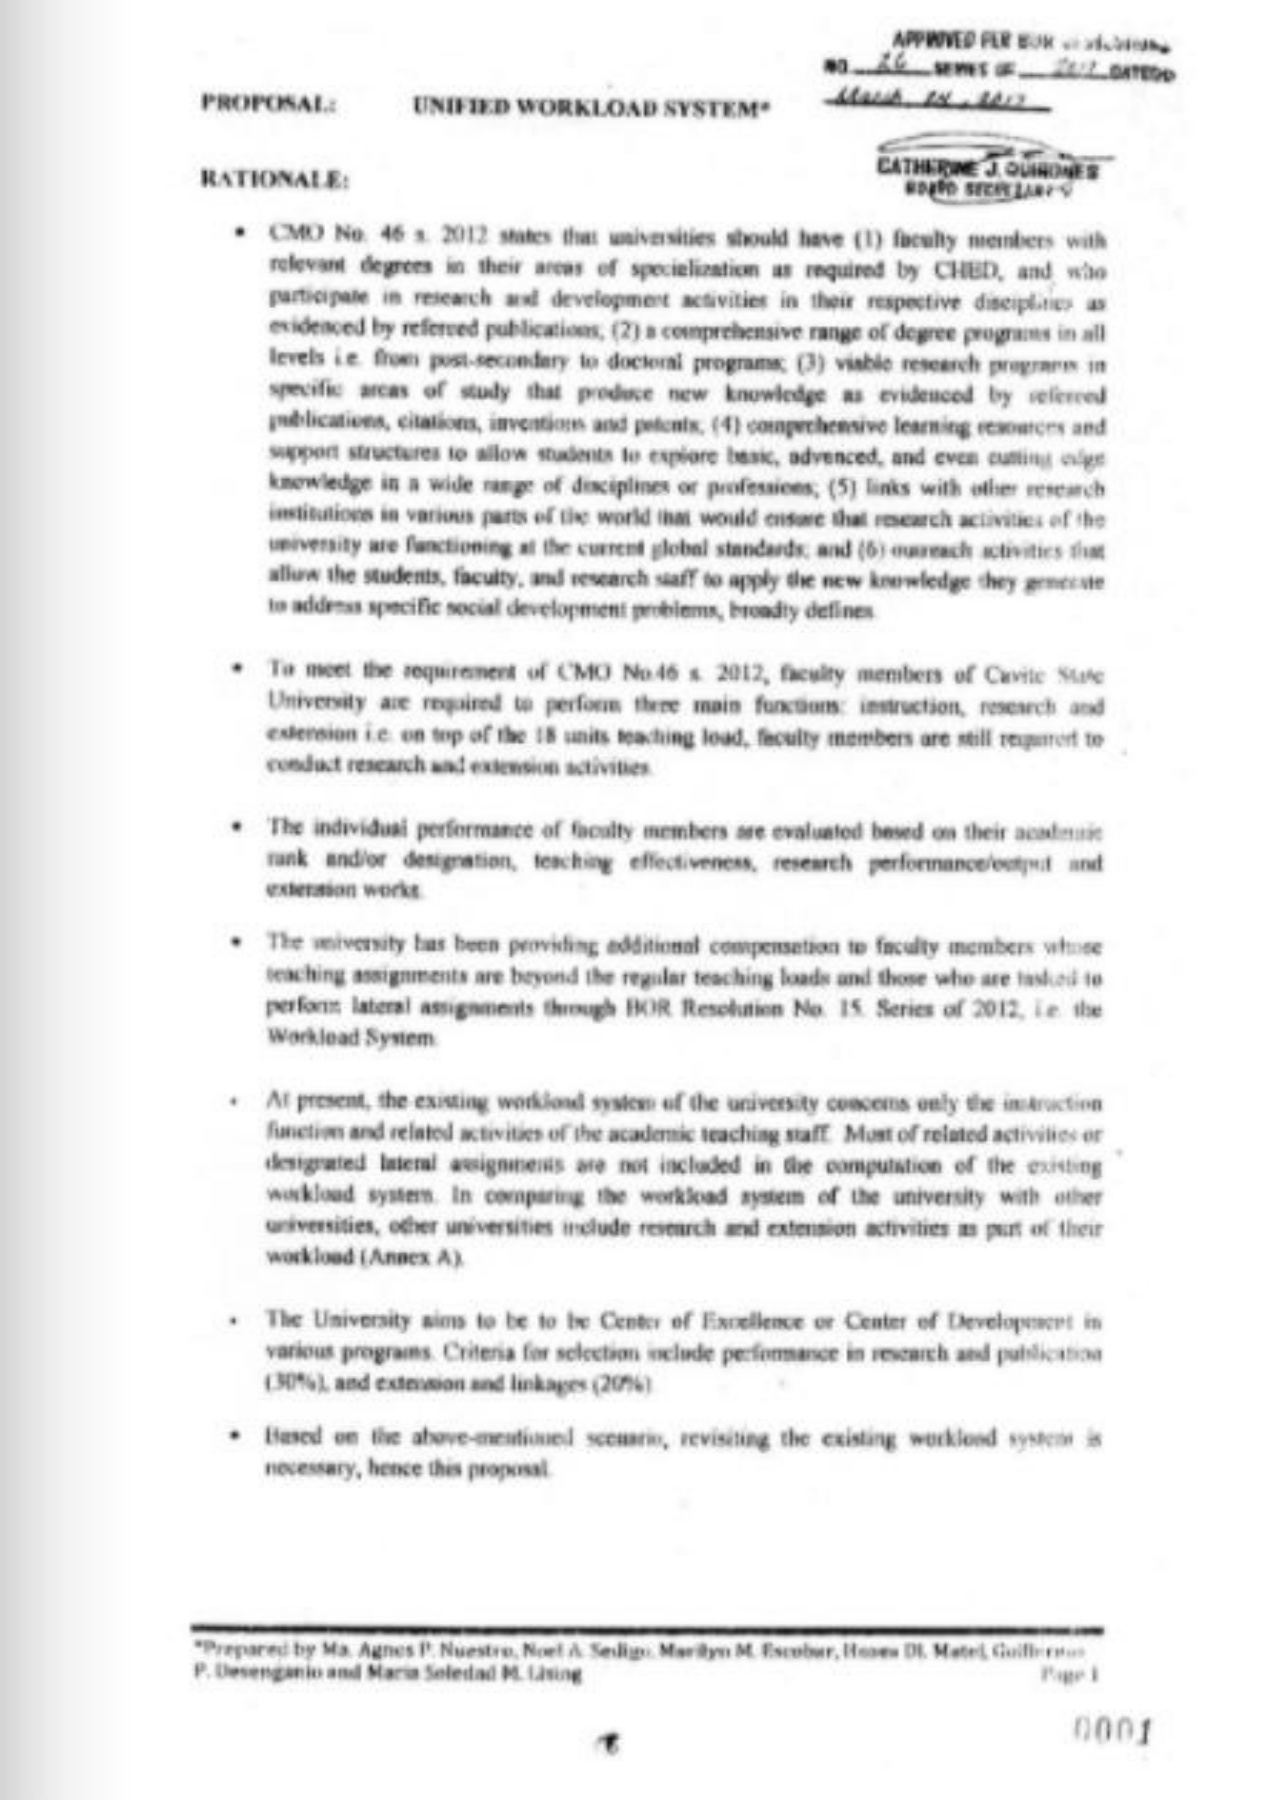 APPROVED PER BOR
NO. 26 SERIES OF 2017 DATED
March 24, 2017
PROPOSAL: UNIFIED WORKLOAD SYSTEM*
CATHERINE J. QUIRONES
BOARD SECRETARY
RATIONALE:
• CMO No. 46 s. 2012 states that universities should have (1) faculty members with
relevant degrees in their areas of specialization as required by CHED, and who
participate in research and development activities in their respective disciplines as
evidenced by refereed publications; (2) a comprehensive range of degree programs in all
levels i.e. from post-secondary to doctoral programs; (3) viable research programs in
specific areas of study that produce new knowledge as evidenced by refereed
publications, citations, inventions and patents; (4) comprehensive learning resources and
support structures to allow students to explore basic, advanced, and even cutting edge
knowledge in a wide range of disciplines or professions; (5) links with other research
institutions in various parts of the world that would ensure that research activities of the
university are functioning at the current global standards; and (6) outreach activities that
allow the students, faculty, and research staff to apply the new knowledge they generate
to address specific social development problems, broadly defines.
• To meet the requirement of CMO No.46 s. 2012, faculty members of Cavite State
University are required to perform three main functions: instruction, research and
extension i.e. on top of the 18 units teaching load, faculty members are still required to
conduct research and extension activities.
• The individual performance of faculty members are evaluated based on their academic
rank and/or designation, teaching effectiveness, research performance/output and
extension works.
• The university has been providing additional compensation to faculty members whose
teaching assignments are beyond the regular teaching loads and those who are tasked to
perform lateral assignments through BOR Resolution No. 15. Series of 2012, i.e. the
Workload System.
• At present, the existing workload system of the university concerns only the instruction
function and related activities of the academic teaching staff. Most of related activities or
designated lateral assignments are not included in the computation of the existing
workload system. In comparing the workload system of the university with other
universities, other universities include research and extension activities as part of their
workload (Annex A).
• The University aims to be to be Center of Excellence or Center of Development in
various programs. Criteria for selection include performance in research and publication
(30%), and extension and linkages (20%)
• Based on the above-mentioned scenario, revisiting the existing workload system is
necessary, hence this proposal.
*Prepared by Ma. Agnes P. Nuestro, Noel A. Sedigo, Marilyn M. Escobar, Matel,
P. Desenganio and Maria Soledad M. Lising Page 1
0001